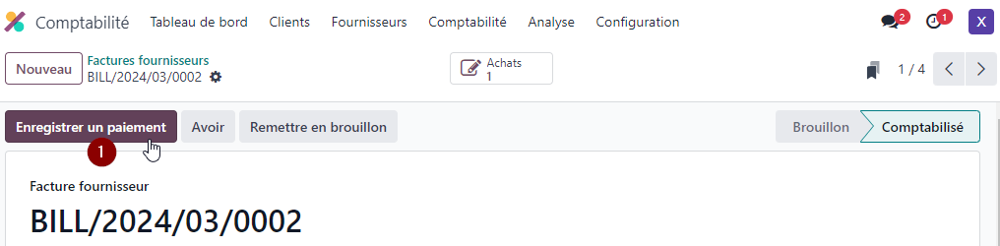 Comptabilité Tableau de bord Clients Fournisseurs Comptabilité Analyse Configuration 2 1 X
Nouveau Factures fournisseurs Achats
BILL/2024/03/0002 1 1 / 4
Enregistrer un paiement Avoir Remettre en brouillon Brouillon Comptabilisé
1
Facture fournisseur
BILL/2024/03/0002